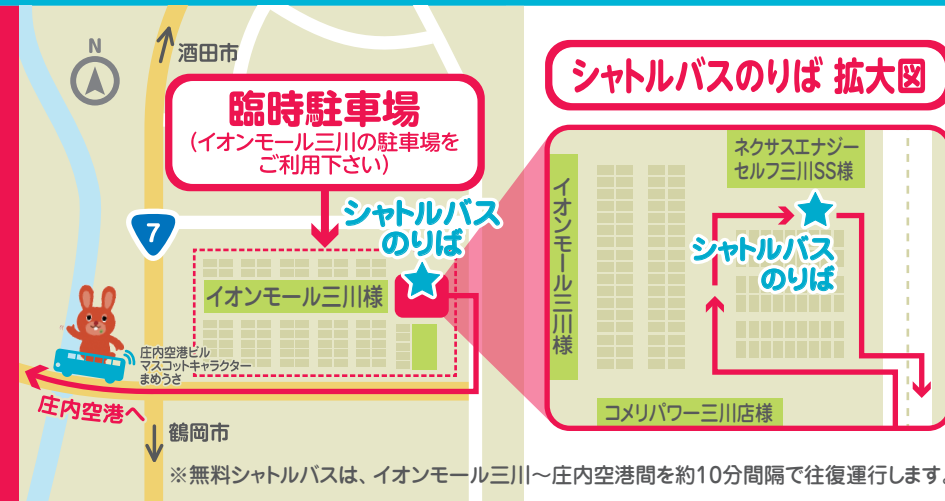 N
酒田市
臨時駐車場
（イオンモール三川の駐車場を
ご利用下さい）
7
シャトルバス
のりば
イオンモール三川様
庄内空港ビル
マスコットキャラクター
まめうさ
庄内空港へ
鶴岡市
シャトルバスのりば 拡大図
ネクサスエナジー
セルフ三川SS様
イオンモール三川様
シャトルバス
のりば
コメリパワー三川店様
※無料シャトルバスは、イオンモール三川～庄内空港間を約10分間隔で往復運行します。